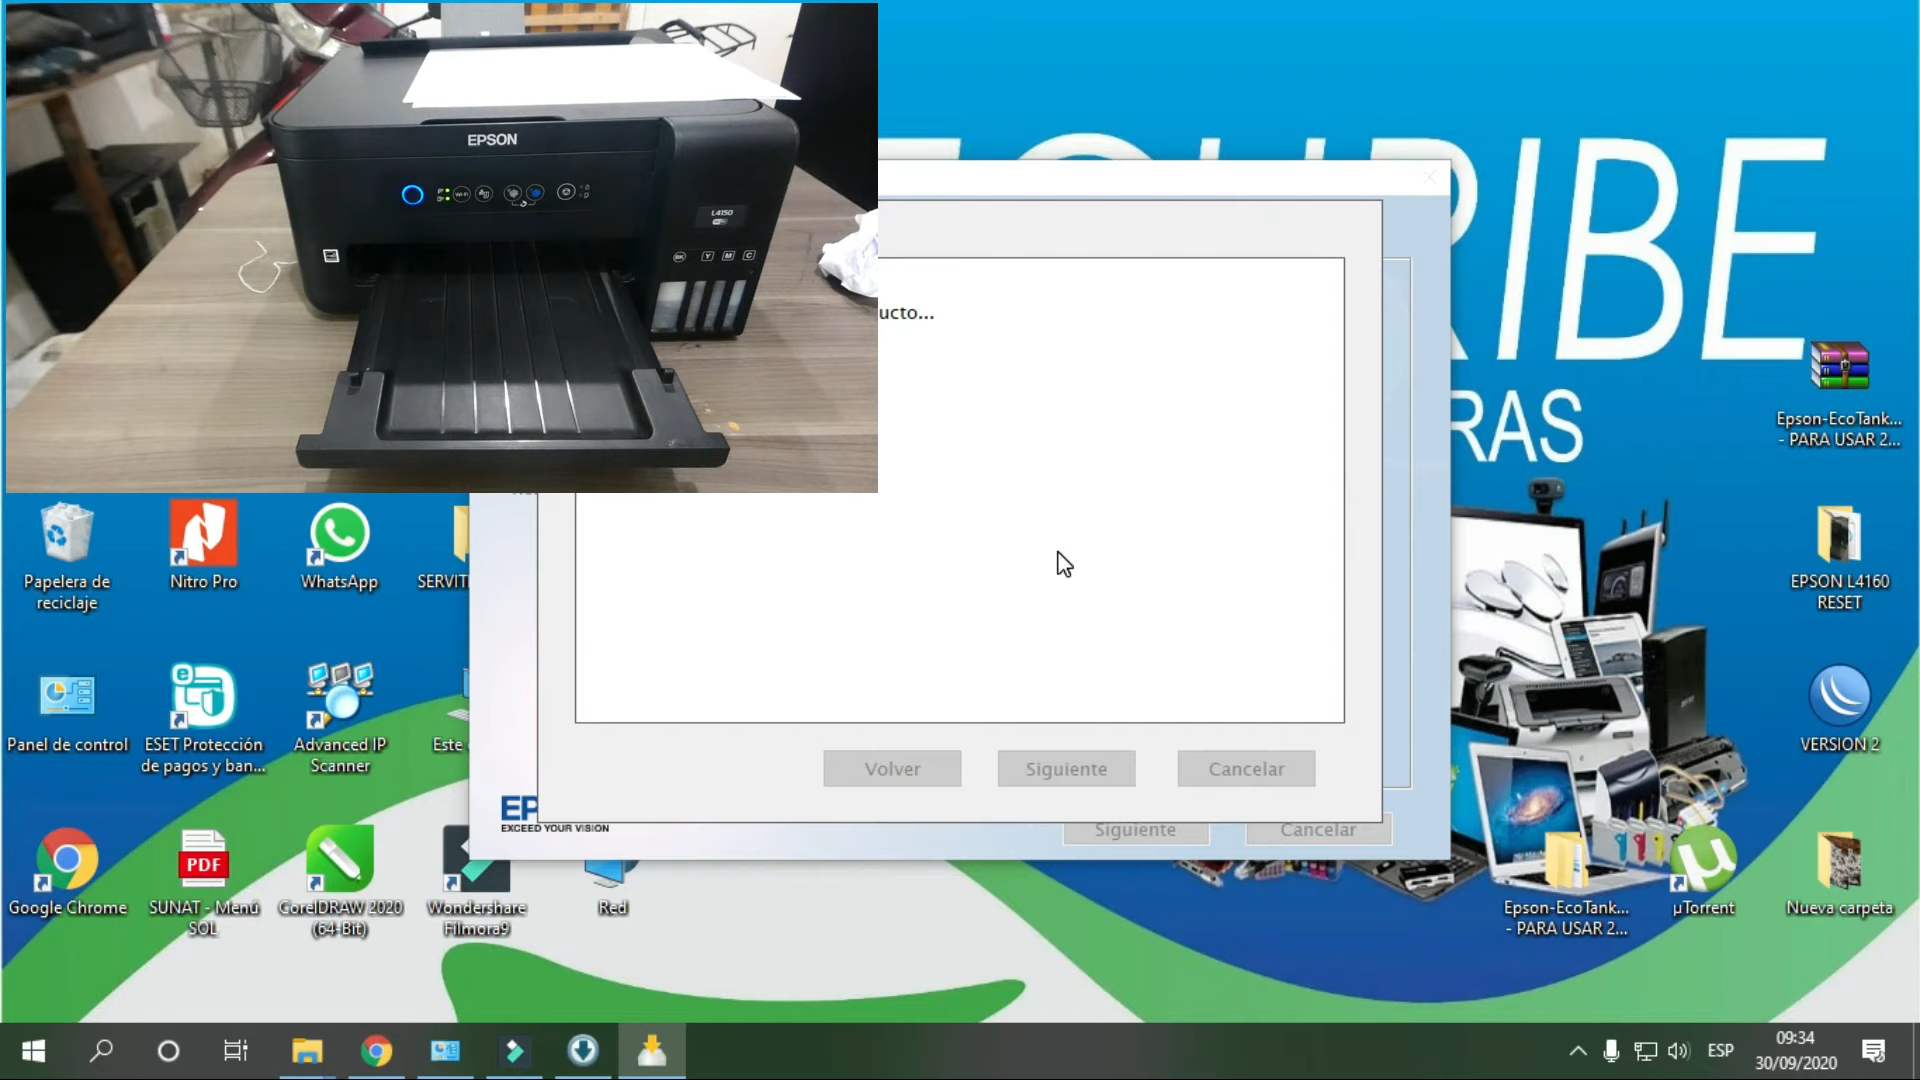 EPSON
L4150
BK Y M C
RIBE
RAS
ucto...
Volver
Siguiente
Cancelar
EP
EXCEED YOUR VISION
Siguiente
Cancelar
Epson-EcoTank...
- PARA USAR 2...
Papelera de
reciclaje
Nitro Pro
WhatsApp
SERVIT
EPSON L4160
RESET
Panel de control
ESET Protección
de pagos y ban...
Advanced IP
Scanner
Este
VERSION 2
Google Chrome
PDF
SUNAT - Menú
SOL
CorelDRAW 2020
(64-Bit)
Wondershare
Filmora9
Red
Epson-EcoTank...
- PARA USAR 2...
µTorrent
Nueva carpeta
ESP
09:34
30/09/2020